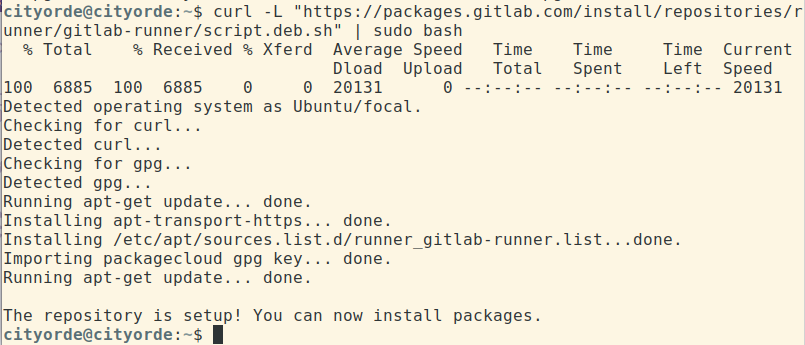 cityorde@cityorde:~$ curl -L "https://packages.gitlab.com/install/repositories/r
unner/gitlab-runner/script.deb.sh" | sudo bash
  % Total    % Received % Xferd  Average Speed   Time    Time     Time  Current
                                 Dload  Upload   Total   Spent    Left  Speed
100  6885  100  6885    0     0  20131      0 --:--:-- --:--:-- --:--:-- 20131
Detected operating system as Ubuntu/focal.
Checking for curl...
Detected curl...
Checking for gpg...
Detected gpg...
Running apt-get update... done.
Installing apt-transport-https... done.
Installing /etc/apt/sources.list.d/runner_gitlab-runner.list...done.
Importing packagecloud gpg key... done.
Running apt-get update... done.

The repository is setup! You can now install packages.
cityorde@cityorde:~$